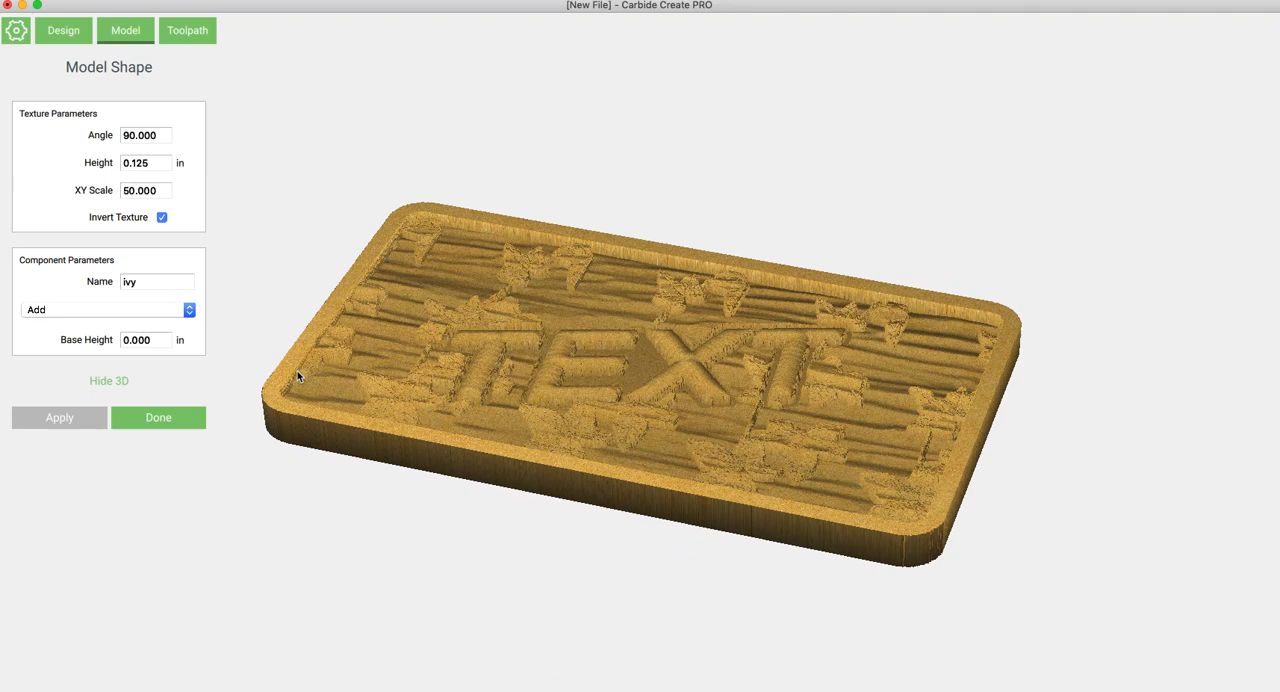 [New File] - Carbide Create PRO
Design Model Toolpath
Model Shape
Texture Parameters
Angle 90.000
Height 0.125 in
XY Scale 50.000
Invert Texture
Component Parameters
Name ivy
Add
Base Height 0.000 in
Hide 3D
Apply Done
TEXT